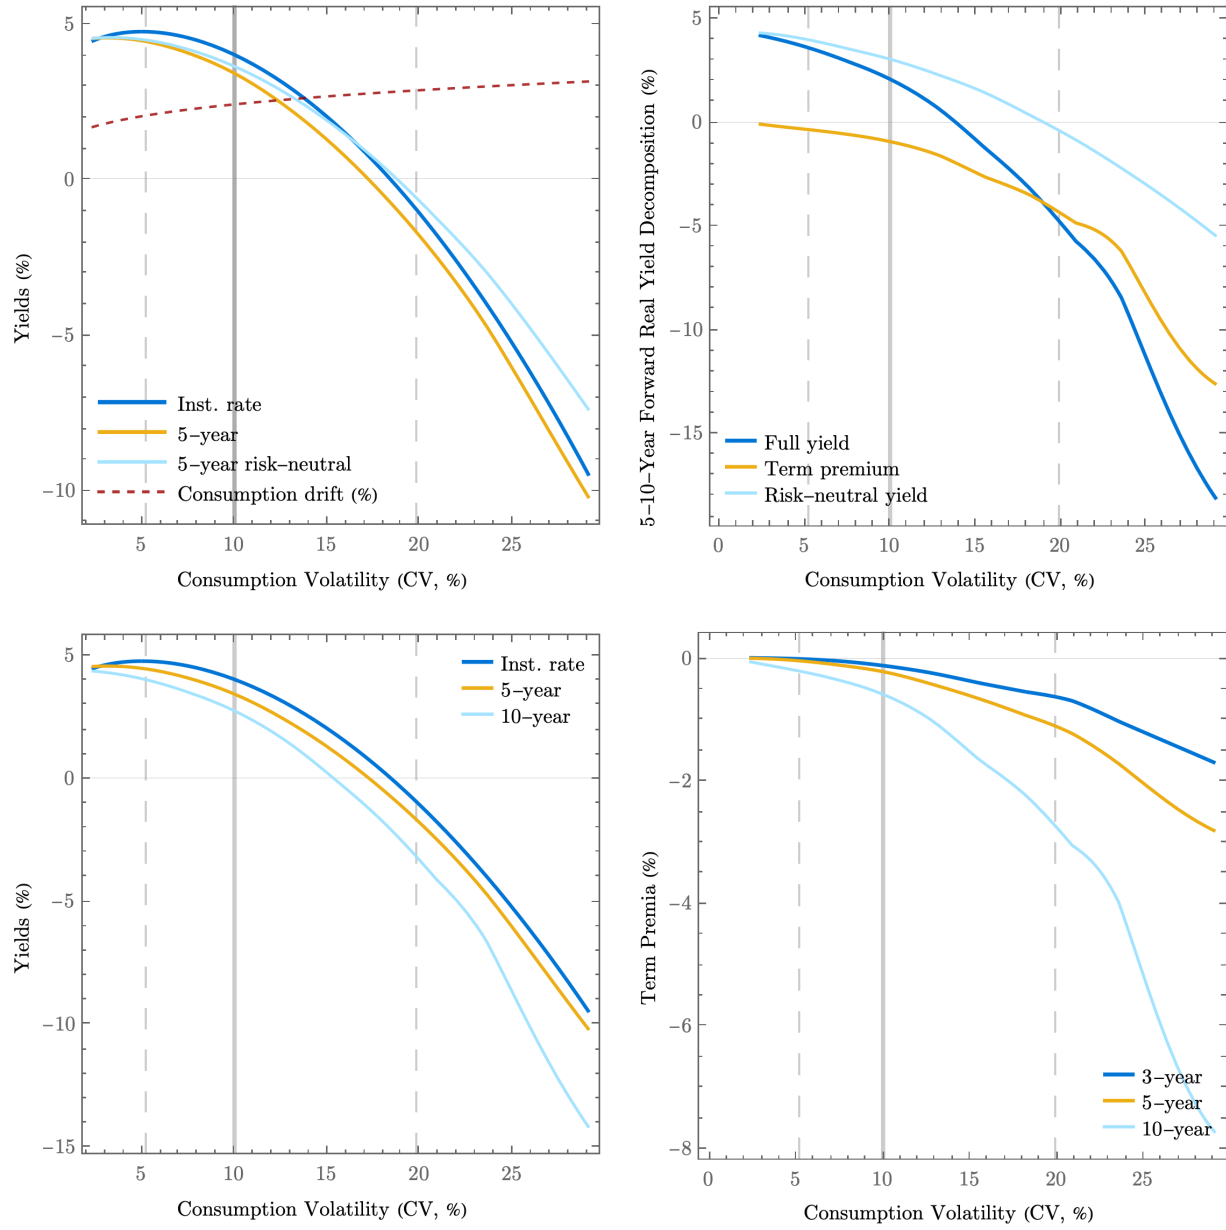 Yields (%)
5
0
−5
−10
Inst. rate
5−year
5−year risk−neutral
Consumption drift (%)
5
10
15
20
25
Consumption Volatility (CV, %)
5−10−Year Forward Real Yield Decomposition (%)
5
0
−5
−10
−15
Full yield
Term premium
Risk−neutral yield
0
5
10
15
20
25
Consumption Volatility (CV, %)
Yields (%)
5
0
−5
−10
−15
Inst. rate
5−year
10−year
5
10
15
20
25
Consumption Volatility (CV, %)
Term Premia (%)
0
−2
−4
−6
−8
3−year
5−year
10−year
0
5
10
15
20
25
Consumption Volatility (CV, %)